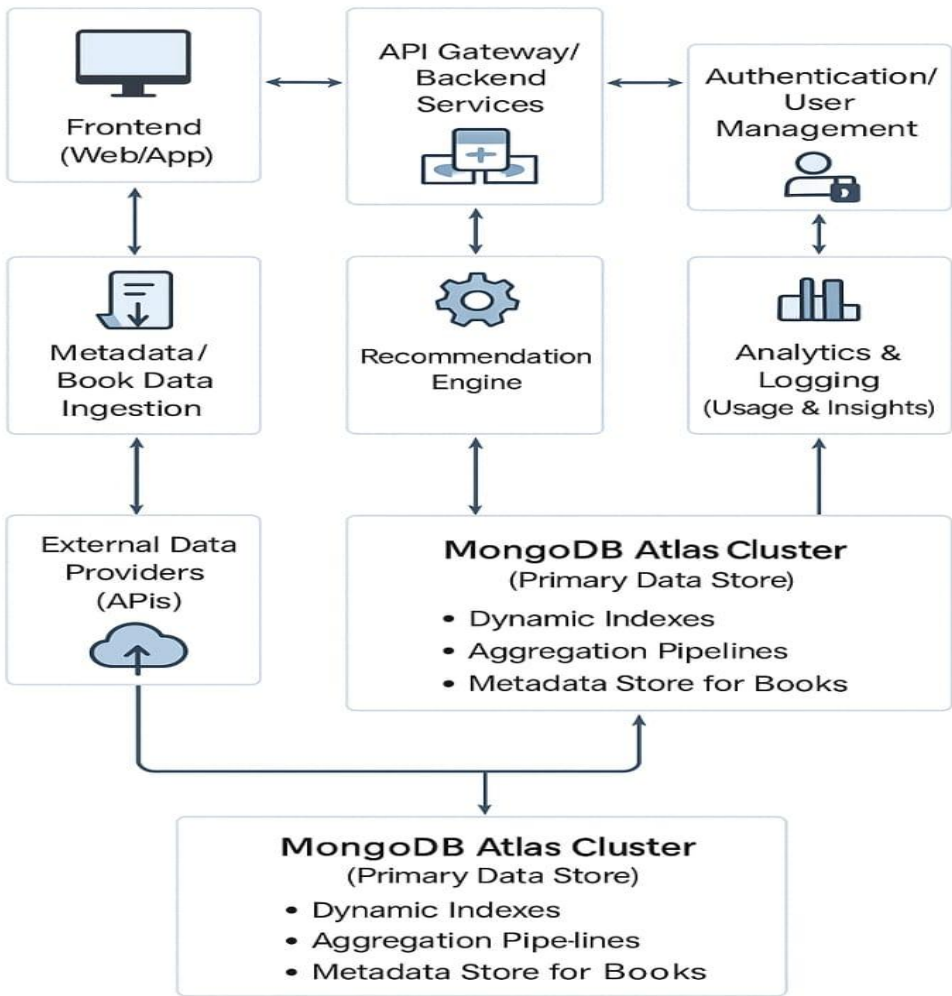 Frontend
(Web/App)
API Gateway/
Backend
Services
Authentication/
User
Management
Metadata/
Book Data
Ingestion
Recommendation
Engine
Analytics &
Logging
(Usage & Insights)
External Data
Providers
(APis)
MongoDB Atlas Cluster
(Primary Data Store)
• Dynamic Indexes
• Aggregation Pipelines
• Metadata Store for Books
MongoDB Atlas Cluster
(Primary Data Store)
• Dynamic Indexes
• Aggregation Pipe-lines
• Metadata Store for Books